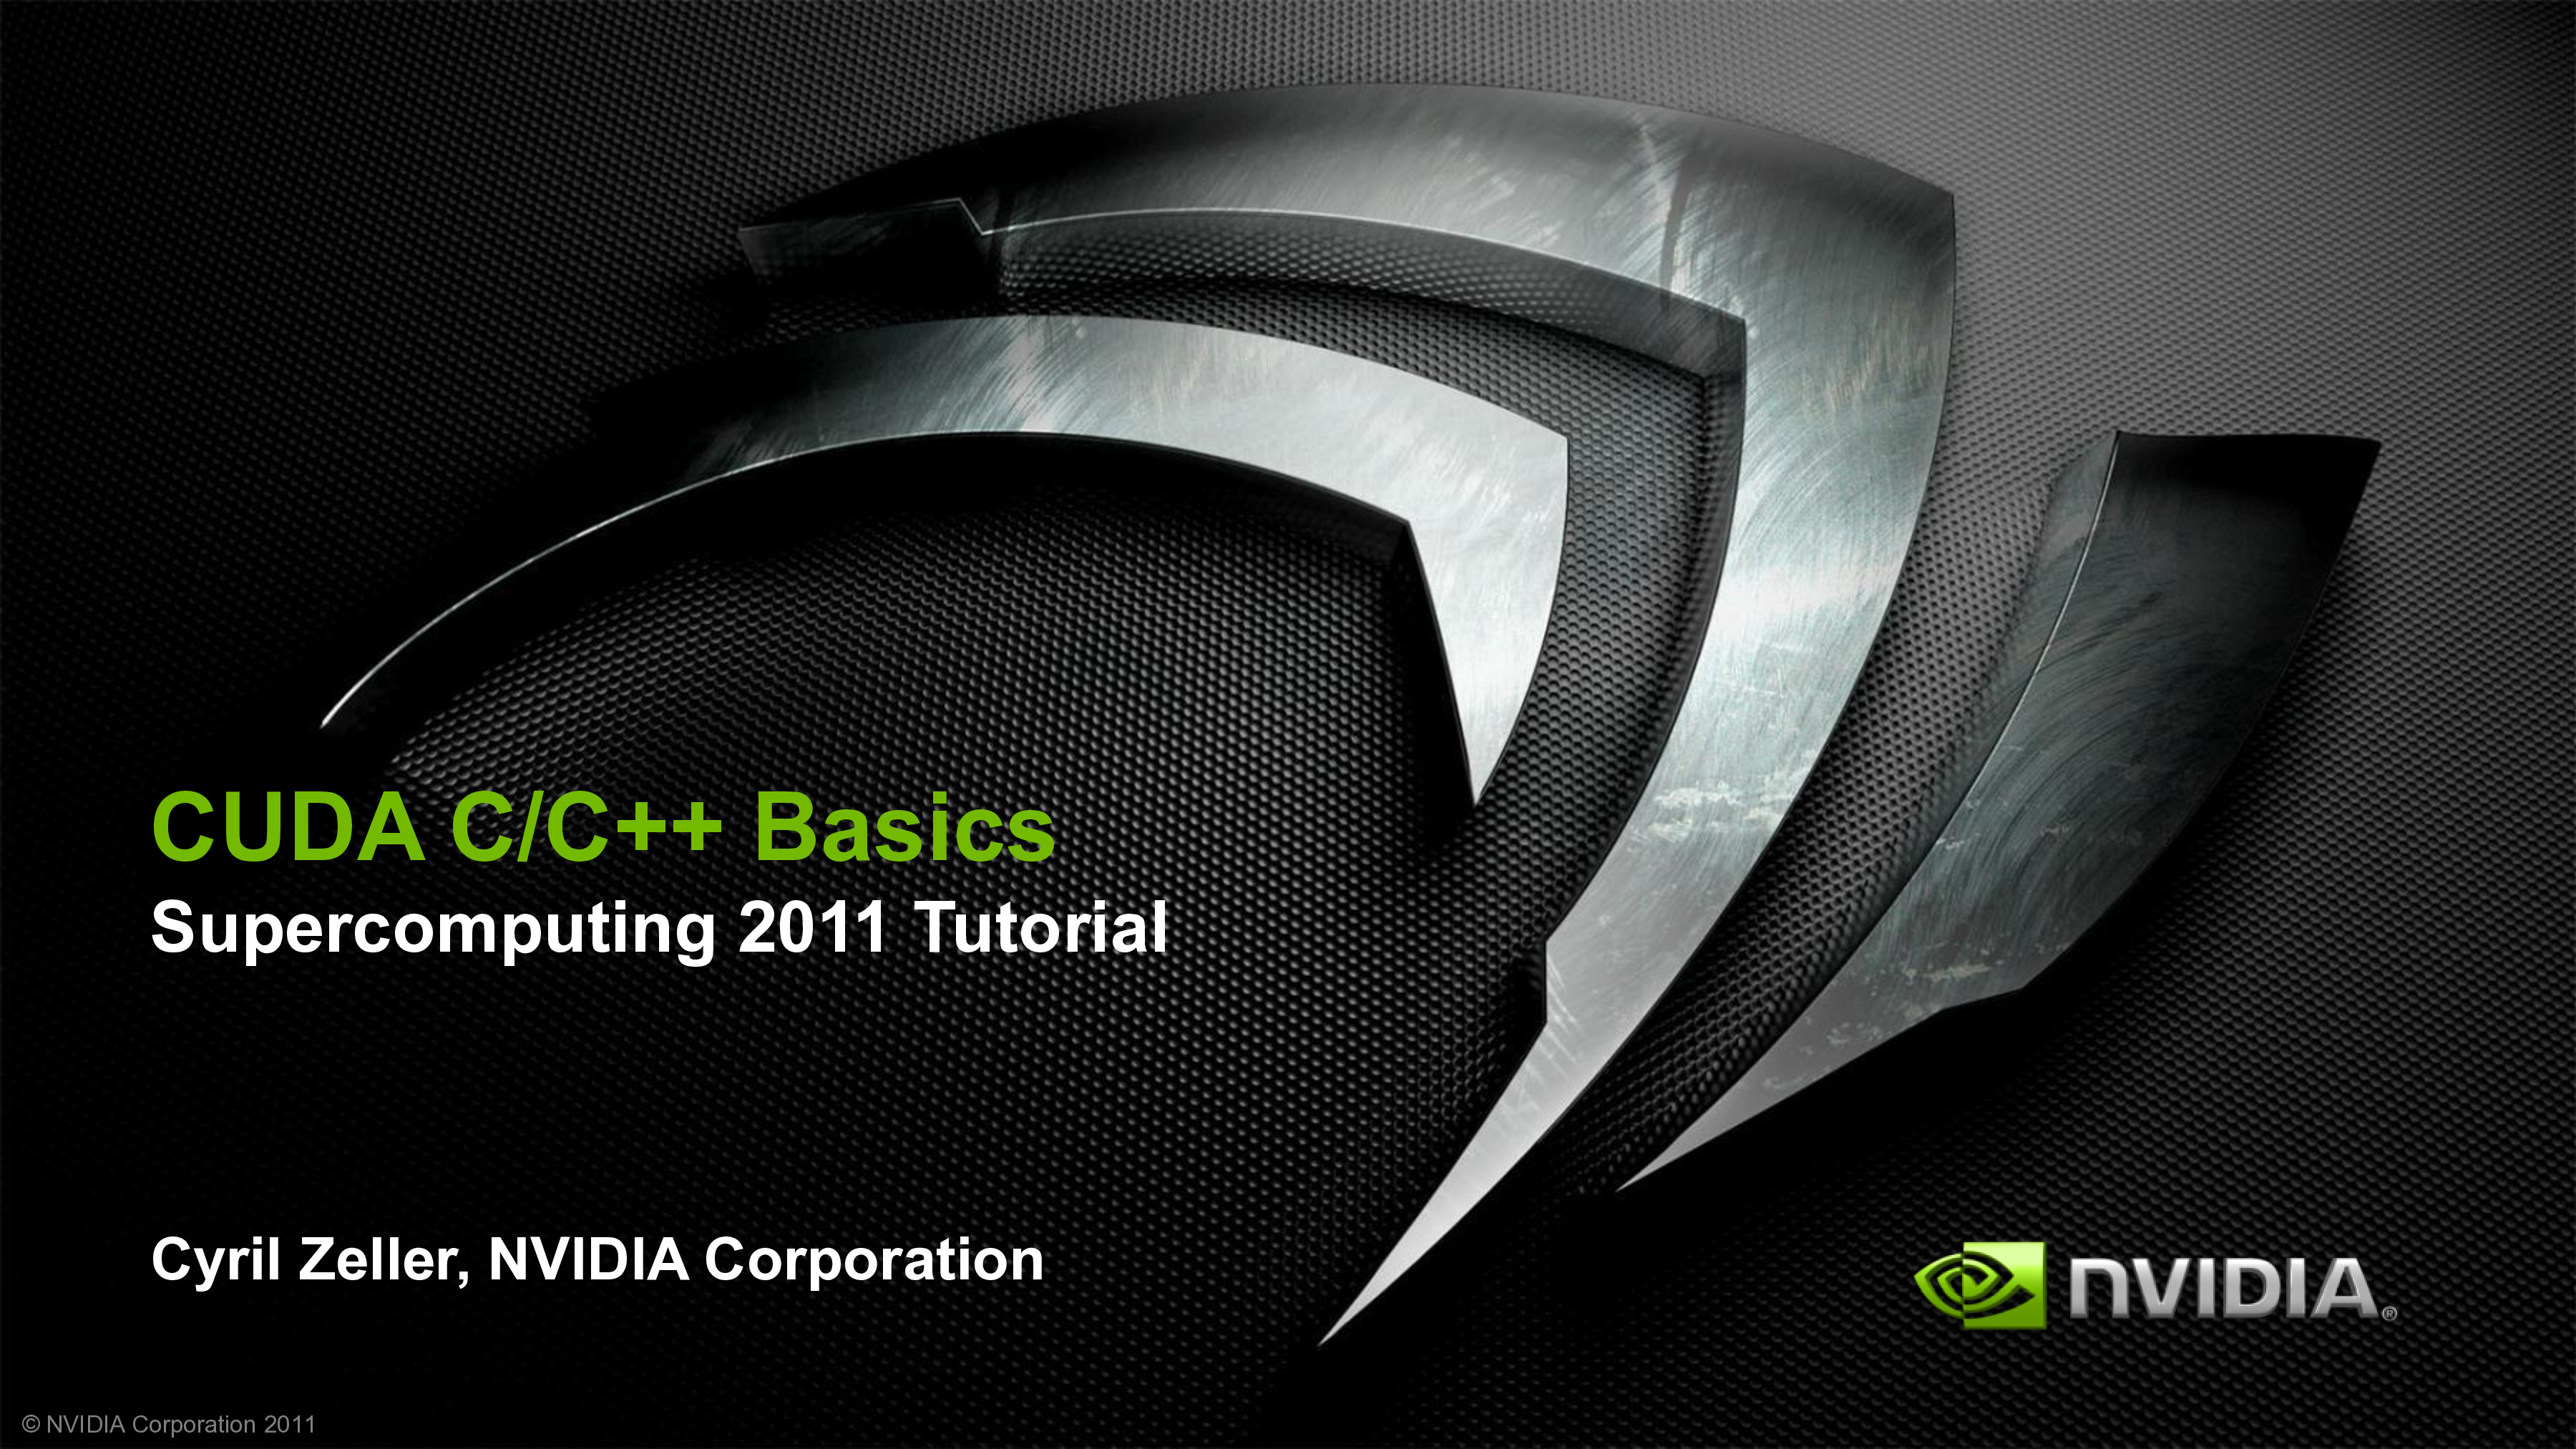 CUDA C/C++ Basics
Supercomputing 2011 Tutorial
Cyril Zeller, NVIDIA Corporation
NVIDIA®
© NVIDIA Corporation 2011